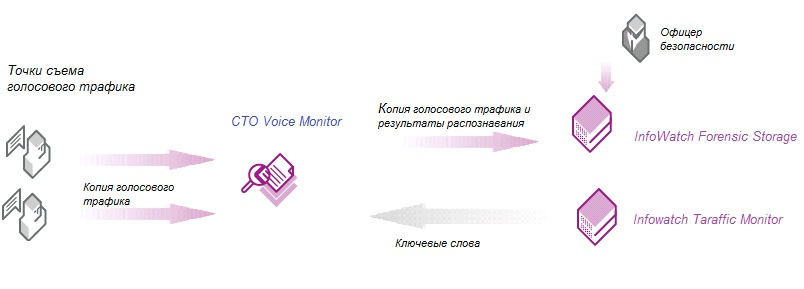 Офицер
безопасности
Точки съема
голосового трафика
CTO Voice Monitor
Копия голосового трафика и
результаты распознавания
InfoWatch Forensic Storage
Копия голосового
трафика
Ключевые слова
Infowatch Taraffic Monitor